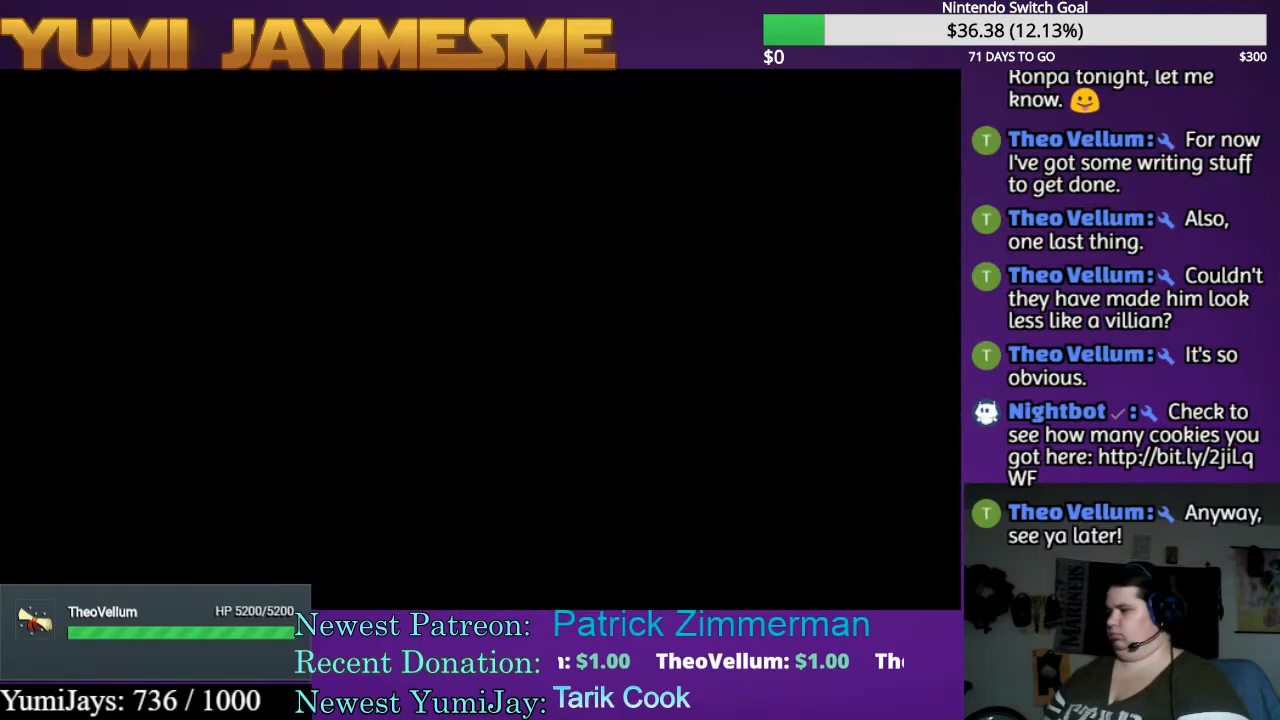 YUMI JAYMESME
Nintendo Switch Goal
$36.38 (12.13%)
$0
71 DAYS TO GO
$300
Ronpa tonight, let me
know.
T
Theo Vellum: For now
I've got some writing stuff
to get done.
T
Theo Vellum: Also,
one last thing.
T
Theo Vellum: Couldn't
they have made him look
less like a villian?
T
Theo Vellum: It's so
obvious.
Nightbot : Check to
see how many cookies you
got here: http://bit.ly/2jiLq
WF
T
Theo Vellum: Anyway,
see ya later!
MARINERS
TheoVellum
HP 5200/5200
Newest Patreon: Patrick Zimmerman
Recent Donation: : $1.00 TheoVellum: $1.00
YumiJays: 736 / 1000
Newest YumiJay: Tarik Cook